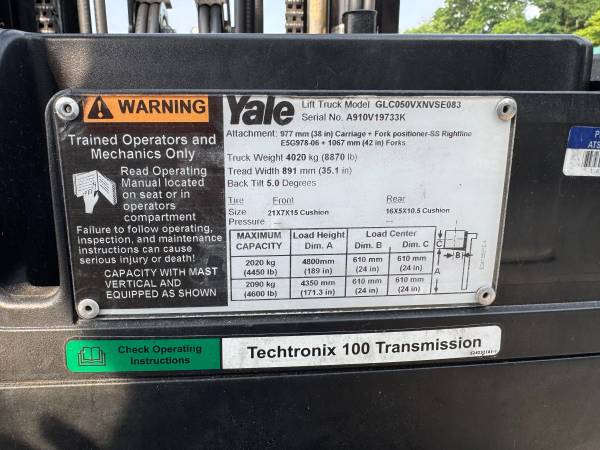 WARNING
Trained Operators and
Mechanics Only
Read Operating
Manual located
on seat or in
operators
compartment
Failure to follow operating,
inspection, and maintenance
instructions can cause
serious injury or death!
CAPACITY WITH MAST
VERTICAL AND
EQUIPPED AS SHOWN
Yale Lift Truck Model GLC050VXNVSE083
Serial No. A910V19733K
Attachment: 977 mm (38 in) Carriage + Fork positioner-SS Rightline
E5G978-06 + 1067 mm (42 in) Forks
Truck Weight 4020 kg (8870 lb)
Tread Width 891 mm (35.1 in)
Back Tilt 5.0 Degrees
Tire Front Rear
Size 21X7X15 Cushion 16X5X10.5 Cushion
Pressure — —
MAXIMUM CAPACITY Load Height Dim. A Load Center Dim. B Dim. C
2020 kg (4450 lb) 4800mm (189 in) 610 mm (24 in) 610 mm (24 in)
2090 kg (4600 lb) 4350 mm (171.3 in) 610 mm (24 in) 610 mm (24 in)
C
B
A
P
ATS
Check Operating
Instructions
Techtronix 100 Transmission